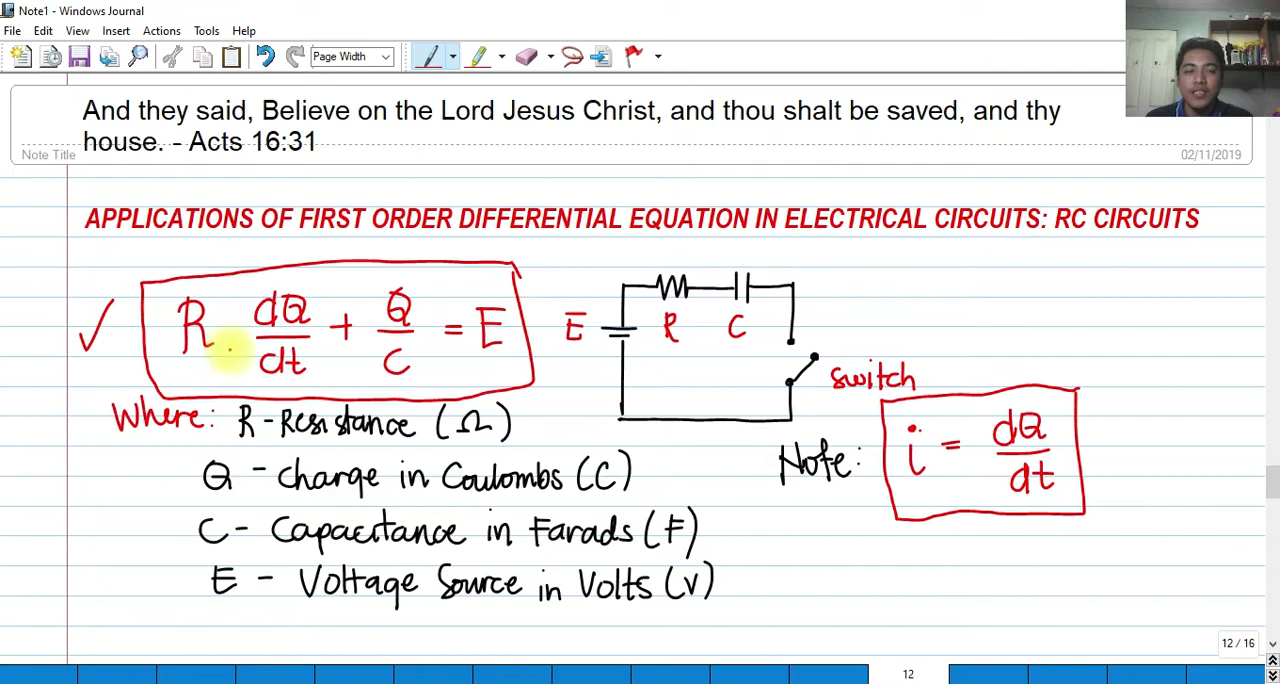 Note1 - Windows Journal
File Edit View Insert Actions Tools Help
Page Width
And they said, Believe on the Lord Jesus Christ, and thou shalt be saved, and thy
house. - Acts 16:31
Note Title
02/11/2019
APPLICATIONS OF FIRST ORDER DIFFERENTIAL EQUATION IN ELECTRICAL CIRCUITS: RC CIRCUITS
✓ R · dQ/dt + Q/C = E
E R C
switch
Where: R - Resistance (Ω)
Q - charge in Coulombs (C)
C - Capacitance in Farads (F)
E - Voltage Source in Volts (V)
Note: i = dQ/dt
12 / 16
12